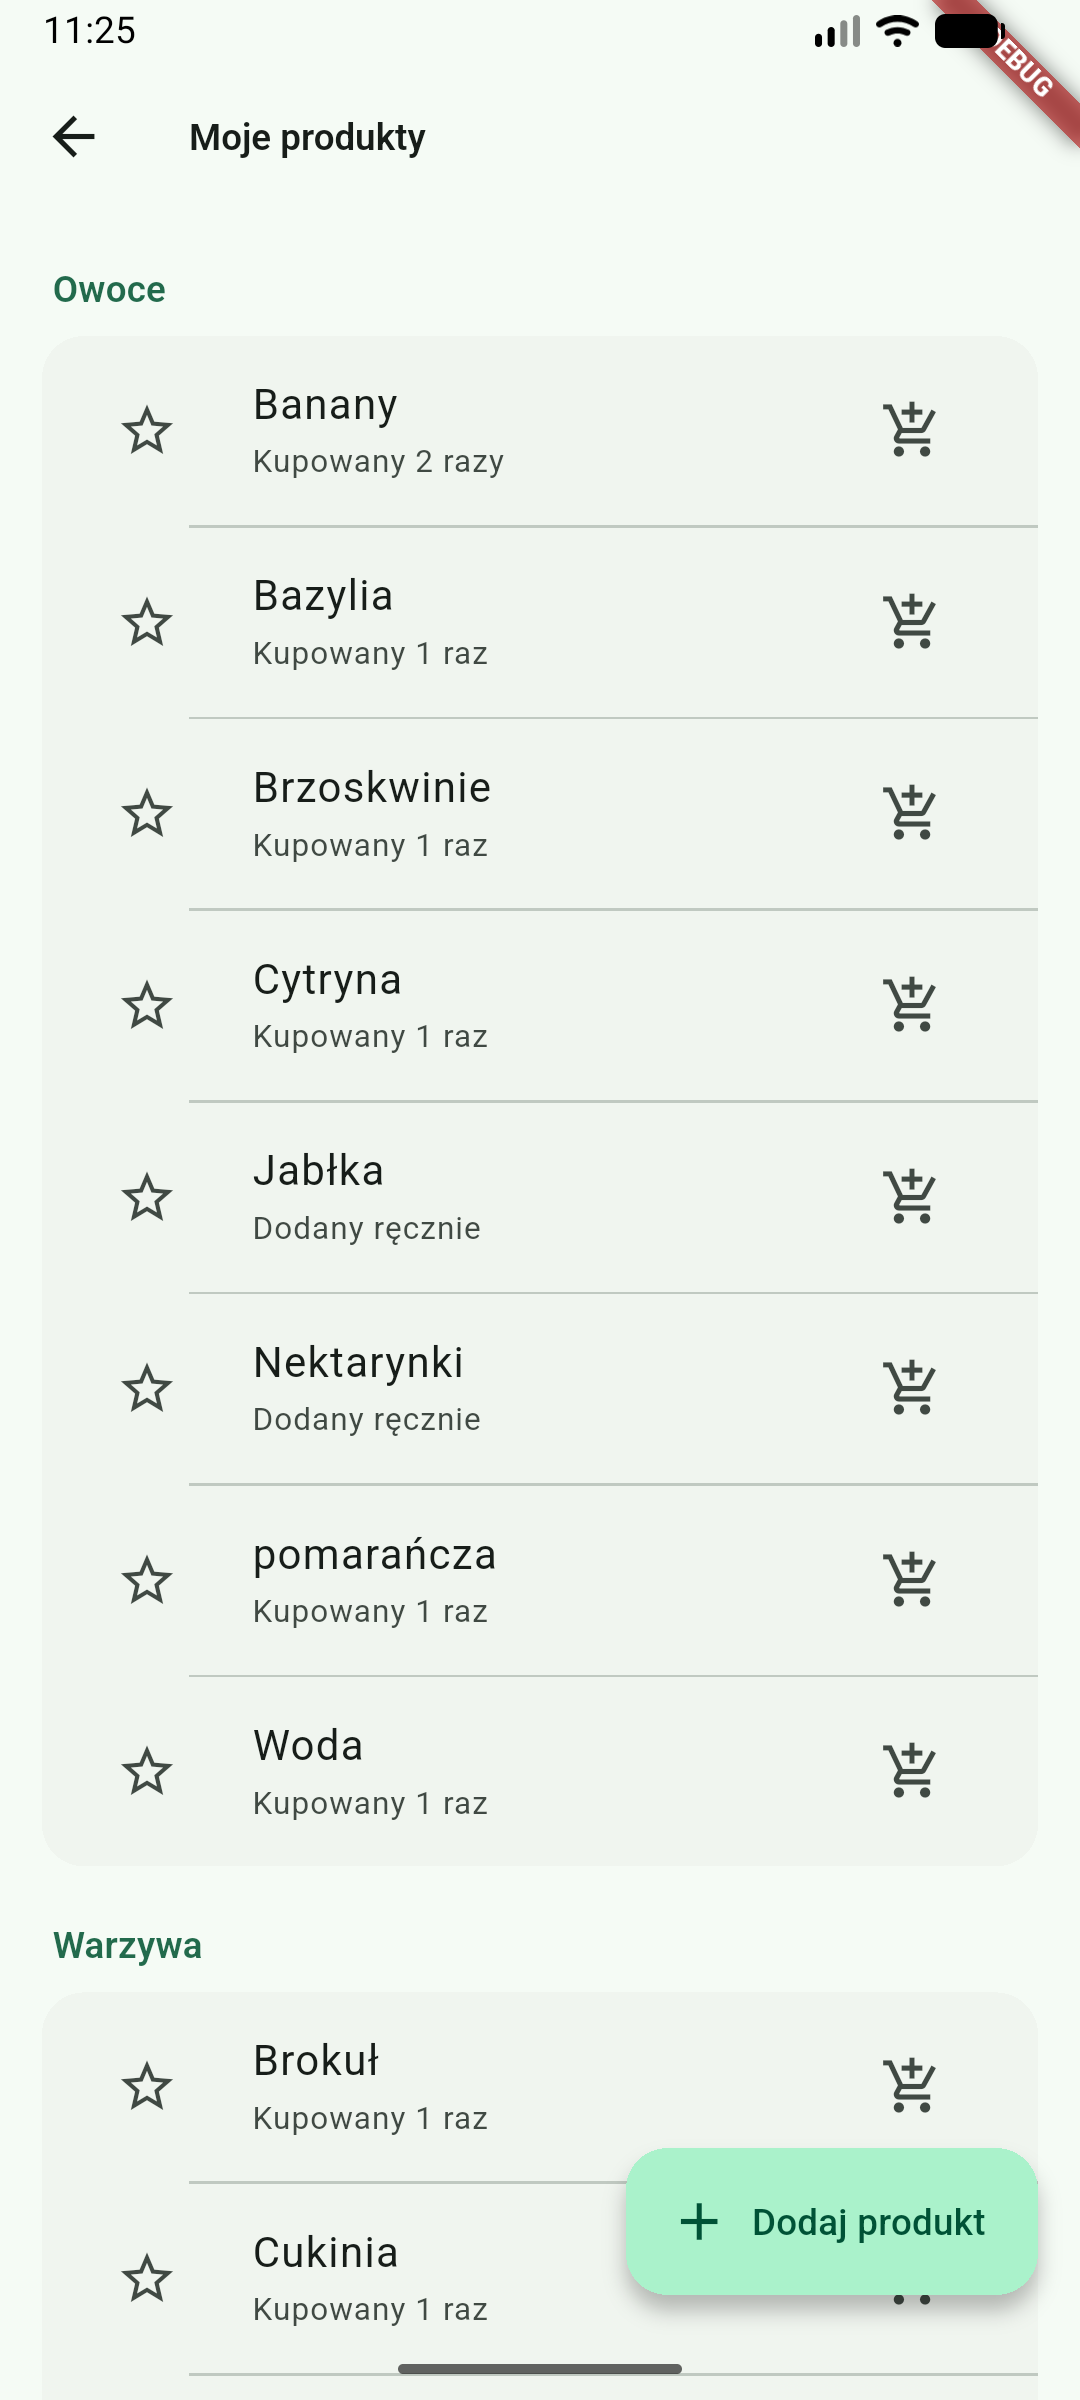 11:25
Moje produkty
Owoce
Banany
Kupowany 2 razy
Bazylia
Kupowany 1 raz
Brzoskwinie
Kupowany 1 raz
Cytryna
Kupowany 1 raz
Jabłka
Dodany ręcznie
Nektarynki
Dodany ręcznie
pomarańcza
Kupowany 1 raz
Woda
Kupowany 1 raz
Warzywa
Brokuł
Kupowany 1 raz
Dodaj produkt
Cukinia
Kupowany 1 raz